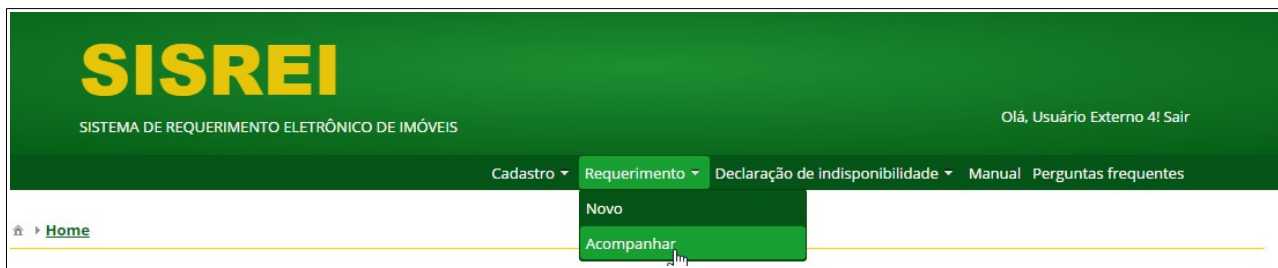 SISREI
SISTEMA DE REQUERIMENTO ELETRÔNICO DE IMÓVEIS
Olá, Usuário Externo 4! Sair
Cadastro Requerimento Declaração de indisponibilidade Manual Perguntas frequentes
Novo
Acompanhar
Home